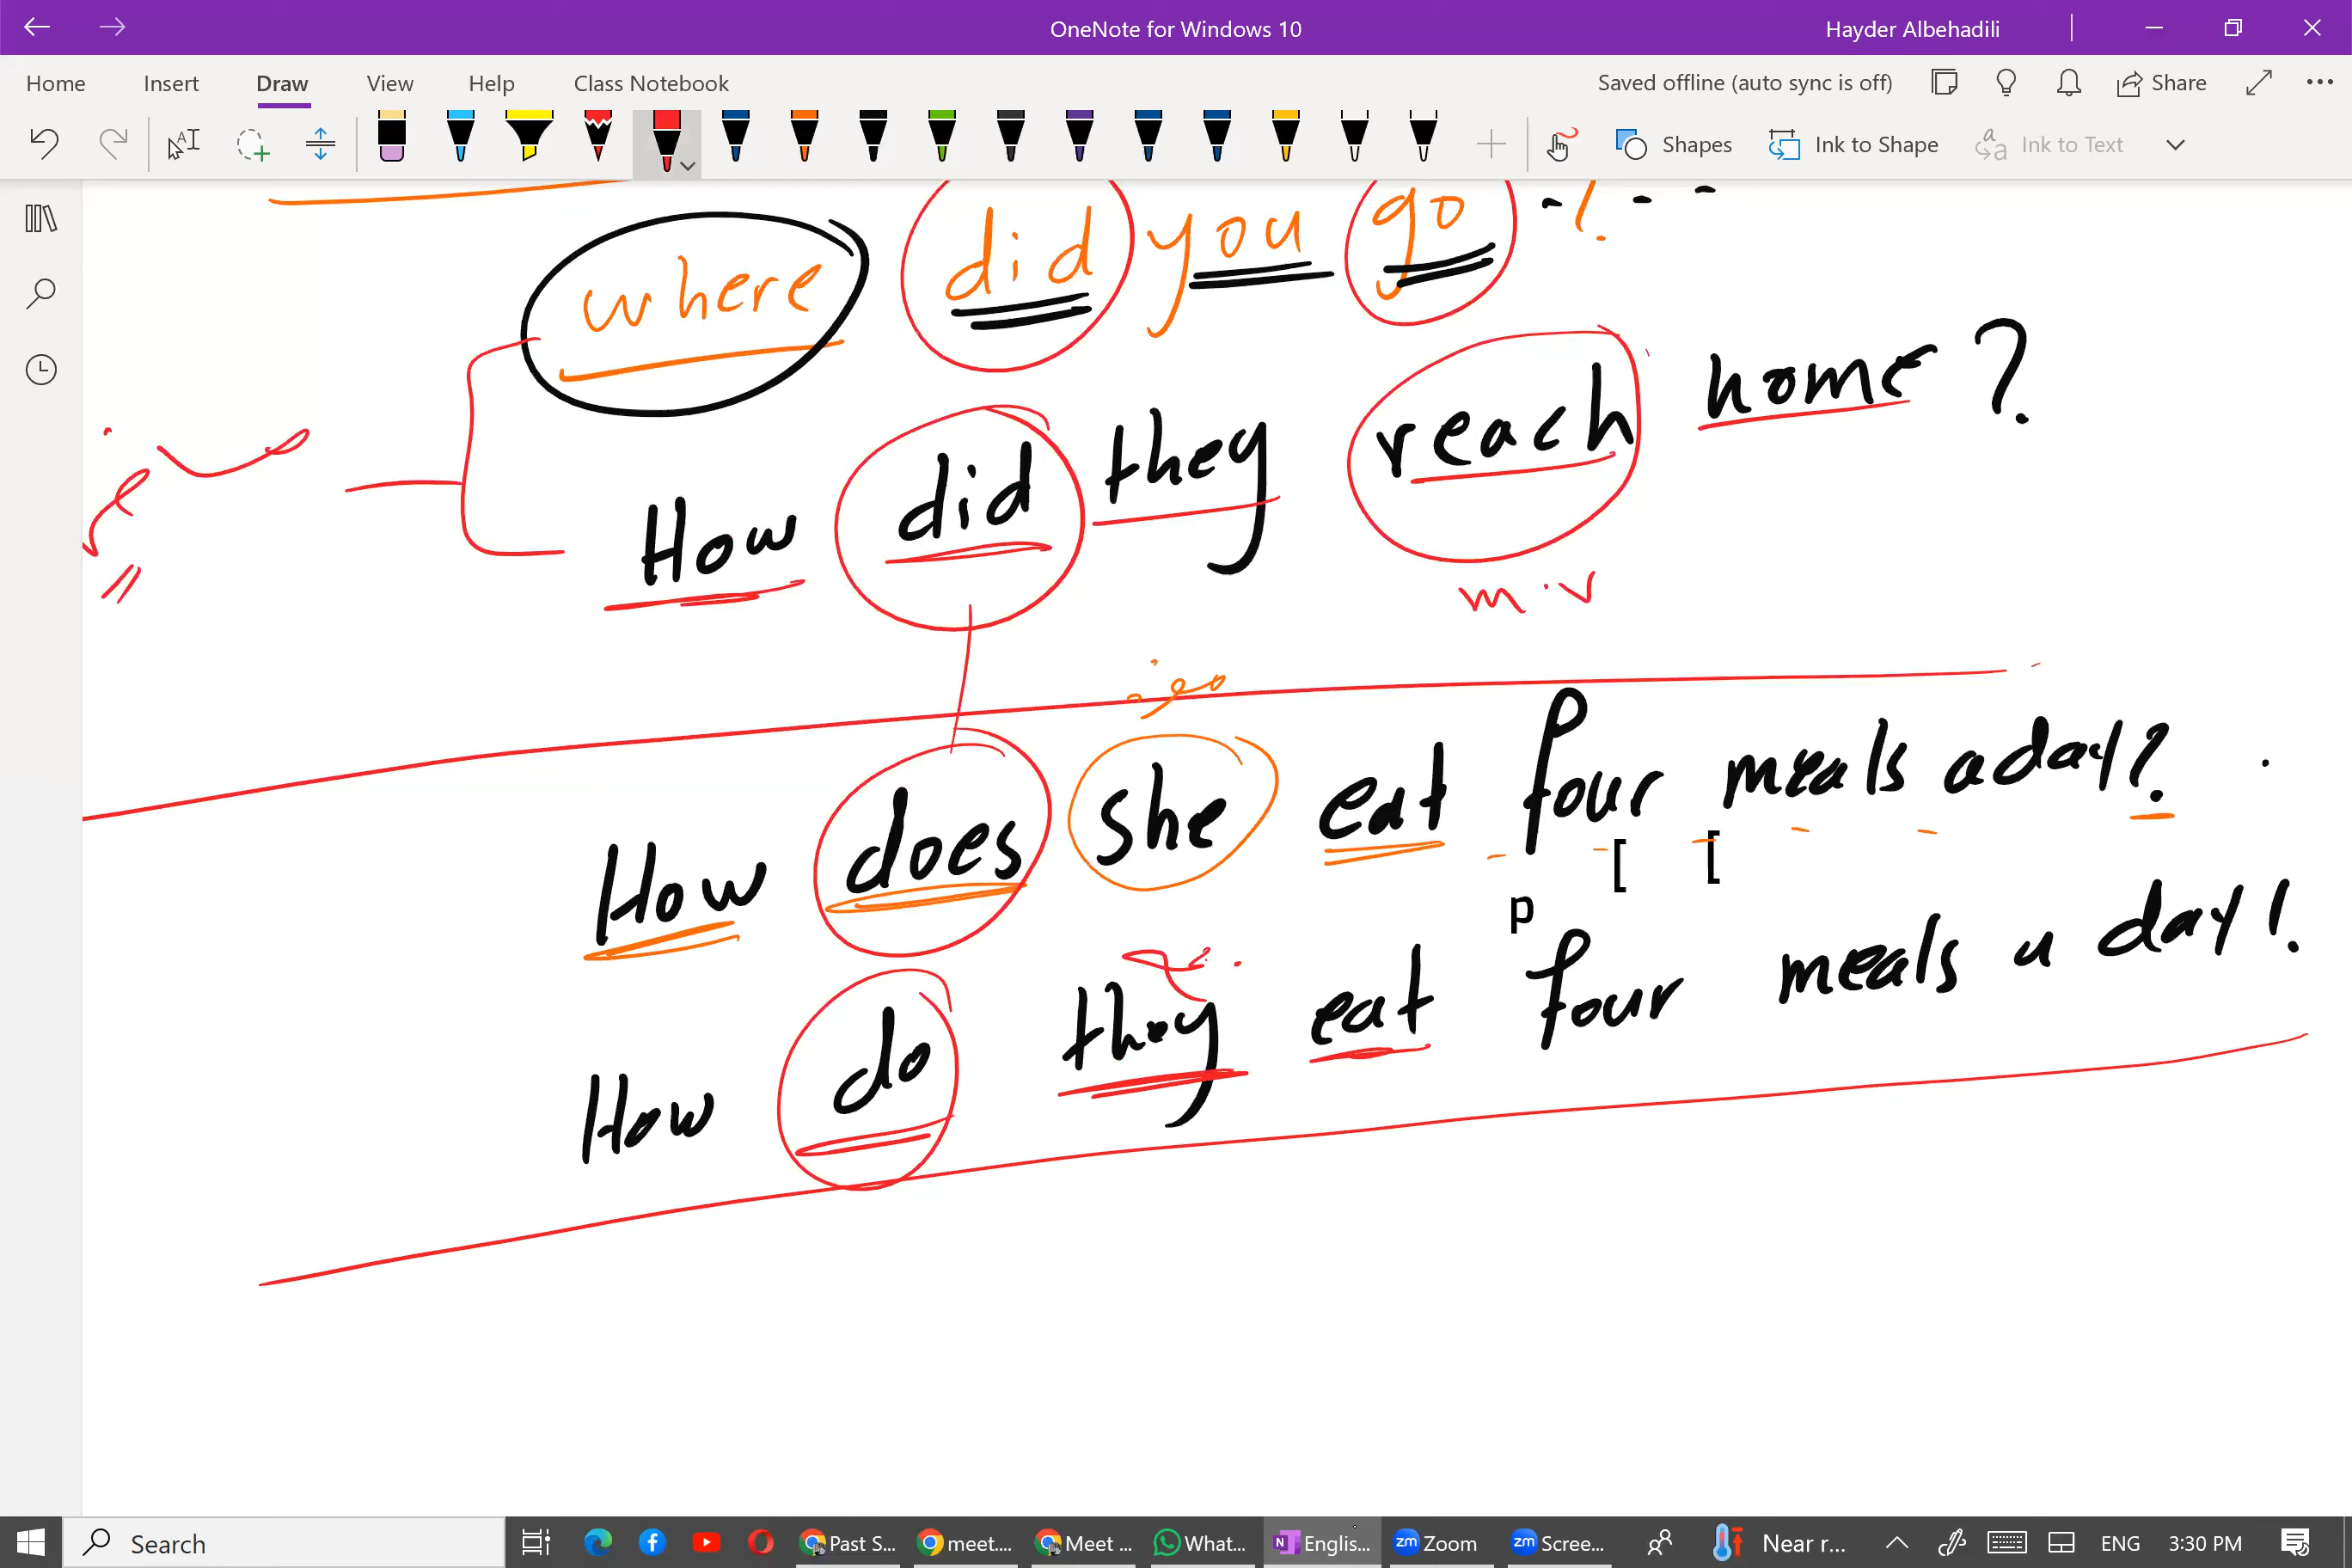 OneNote for Windows 10
Hayder Albehadili
Home Insert Draw View Help Class Notebook
Saved offline (auto sync is off) Share
Shapes Ink to Shape Ink to Text
where did you go - ? - -
How did they reach home ?
m.v
مفرد
How does she eat four meals a day?
[ [
p
جمع
How do they eat four meals a day?
Search
Past S... meet.... Meet ... What... Englis... Zoom Scree... Near r... ENG 3:30 PM